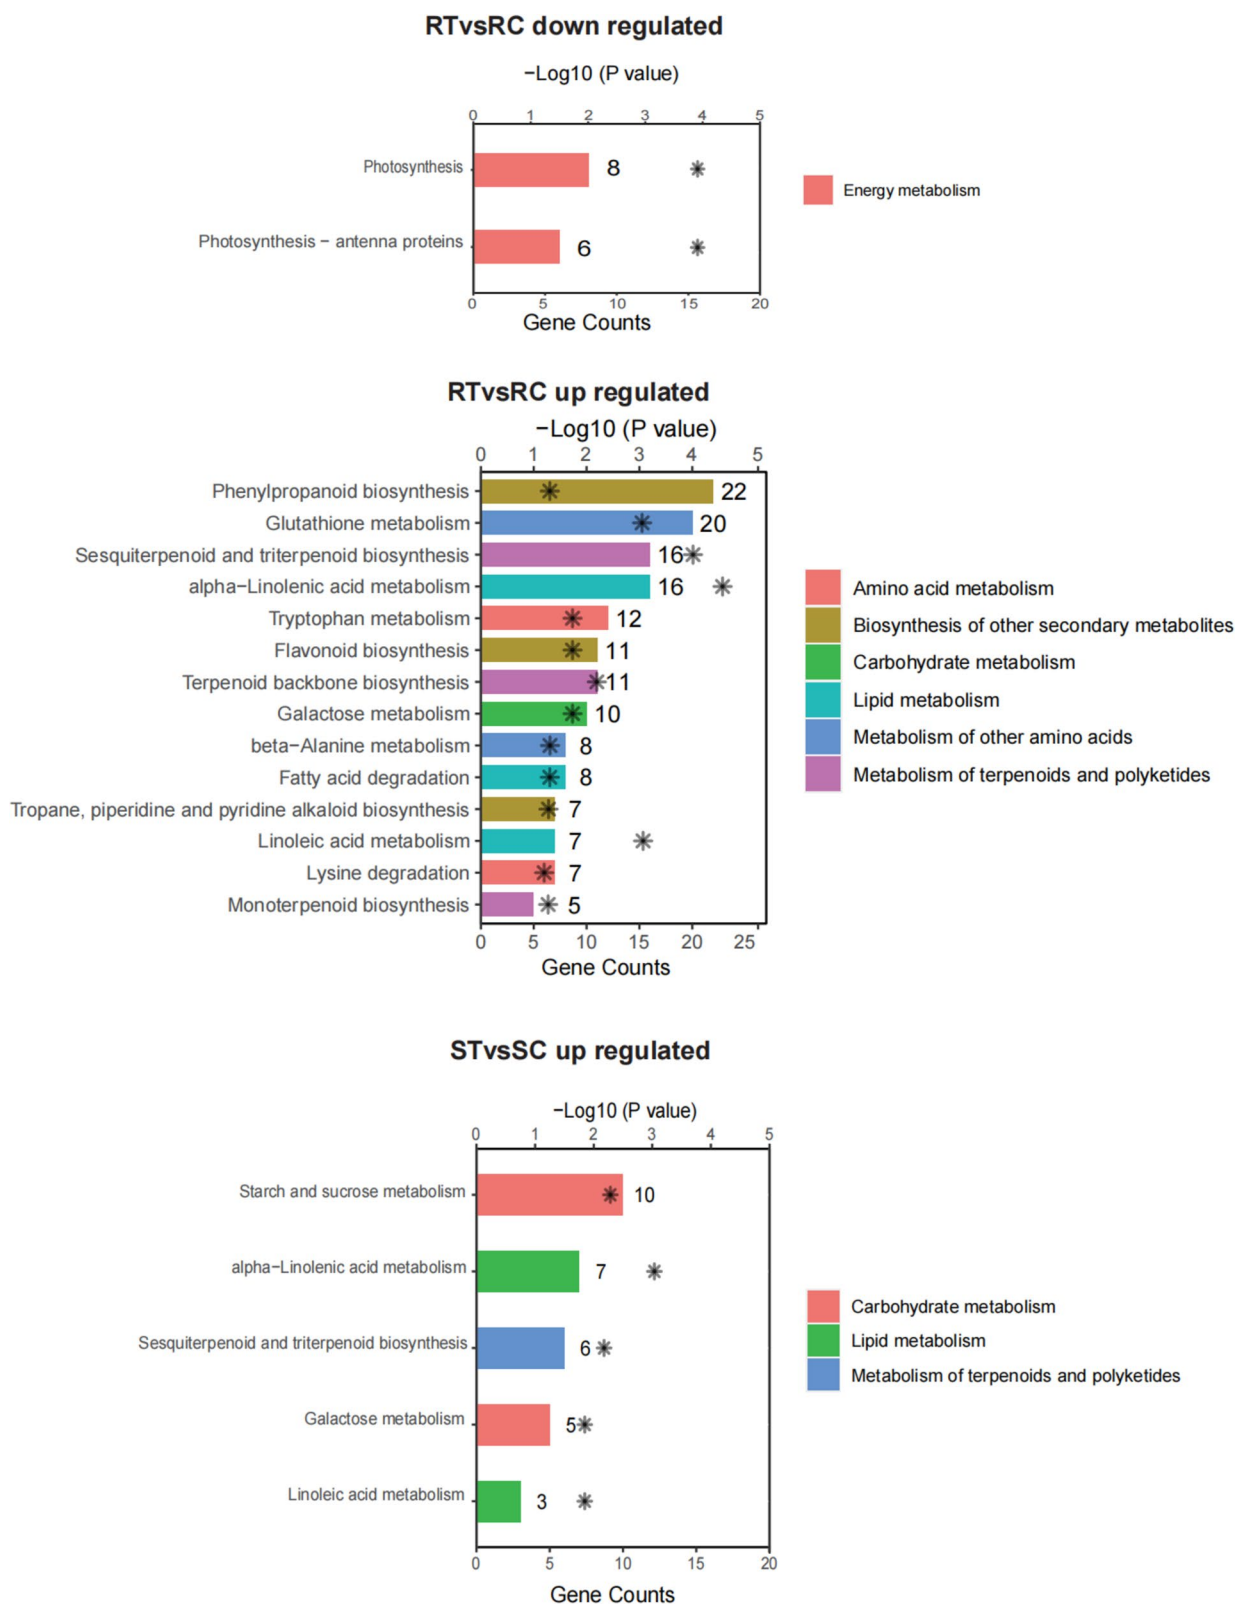 RTvsRC down regulated
−Log10 (P value)
0 1 2 3 4 5
Photosynthesis 8
Energy metabolism
Photosynthesis − antenna proteins 6
0 5 10 15 20
Gene Counts
RTvsRC up regulated
−Log10 (P value)
0 1 2 3 4 5
Phenylpropanoid biosynthesis 22
Glutathione metabolism 20
Sesquiterpenoid and triterpenoid biosynthesis 16
alpha−Linolenic acid metabolism 16
Tryptophan metabolism 12
Flavonoid biosynthesis 11
Terpenoid backbone biosynthesis 11
Galactose metabolism 10
beta−Alanine metabolism 8
Fatty acid degradation 8
Tropane, piperidine and pyridine alkaloid biosynthesis 7
Linoleic acid metabolism 7
Lysine degradation 7
Monoterpenoid biosynthesis 5
0 5 10 15 20 25
Gene Counts
Amino acid metabolism
Biosynthesis of other secondary metabolites
Carbohydrate metabolism
Lipid metabolism
Metabolism of other amino acids
Metabolism of terpenoids and polyketides
STvsSC up regulated
−Log10 (P value)
0 1 2 3 4 5
Starch and sucrose metabolism 10
alpha−Linolenic acid metabolism 7
Sesquiterpenoid and triterpenoid biosynthesis 6
Galactose metabolism 5
Linoleic acid metabolism 3
0 5 10 15 20
Gene Counts
Carbohydrate metabolism
Lipid metabolism
Metabolism of terpenoids and polyketides